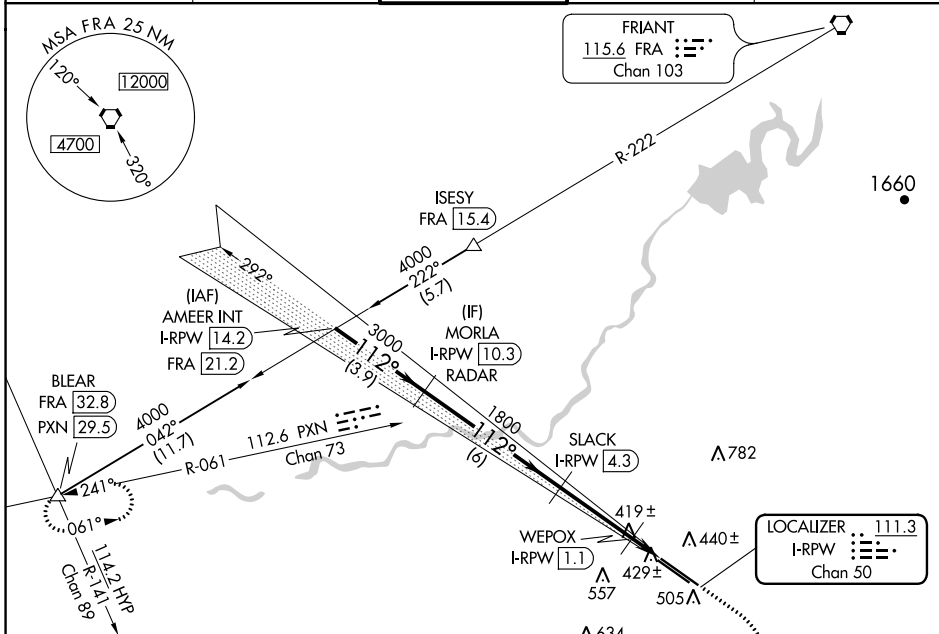 MSA FRA 25 NM
120°
12000
4700
320°
FRIANT
115.6 FRA
Chan 103
R-222
1660
ISESY
FRA 15.4
4000
222°
(5.7)
292°
(IAF)
AMEER INT
I-RPW 14.2
FRA 21.2
3000
112°
(3.9)
(IF)
MORLA
I-RPW 10.3
RADAR
BLEAR
FRA 32.8
PXN 29.5
4000
042°
(11.7)
112.6 PXN
R-061
Chan 73
1800
112°
(6)
SLACK
I-RPW 4.3
782
241°
061°
114.2 HYP
R-141
Chan 89
419 ±
WEPOX
I-RPW 1.1
440 ±
429 ±
557
505
LOCALIZER 111.3
I-RPW
Chan 50
634